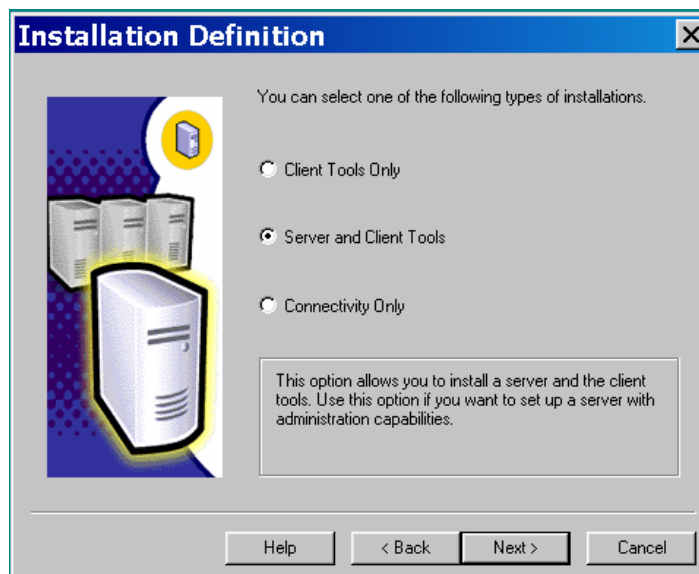 Installation Definition
You can select one of the following types of installations.
Client Tools Only
Server and Client Tools
Connectivity Only
This option allows you to install a server and the client
tools. Use this option if you want to set up a server with
administration capabilities.
Help
< Back
Next >
Cancel